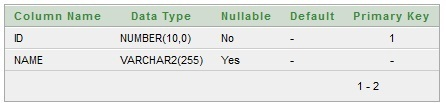 Column Name Data Type Nullable Default Primary Key
ID NUMBER(10,0) No - 1
NAME VARCHAR2(255) Yes - -
1 - 2